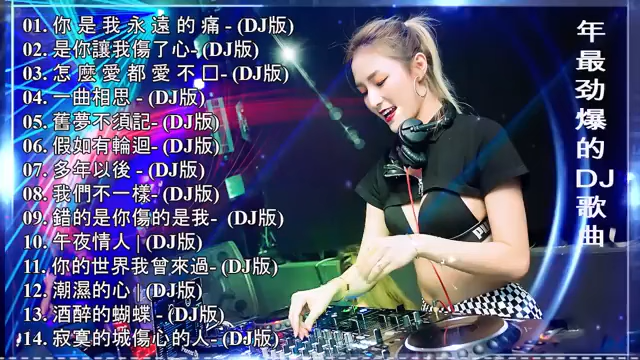 01. 你 是 我 永 遠 的 痛 - (DJ版)
02. 是你讓我傷了心- (DJ版)
03. 怎 麼 愛 都 愛 不 口- (DJ版)
04. 一曲相思 - (DJ版)
05. 舊夢不須記- (DJ版)
06. 假如有輪迴- (DJ版)
07. 多年以後 - (DJ版)
08. 我們不一樣- (DJ版)
09. 錯的是你傷的是我- (DJ版)
10. 午夜情人 | (DJ版)
11. 你的世界我曾來過- (DJ版)
12. 潮濕的心 | (DJ版)
13. 酒醉的蝴蝶 - (DJ版)
14. 寂寞的城傷心的人- (DJ版)
年最劲爆的DJ歌曲